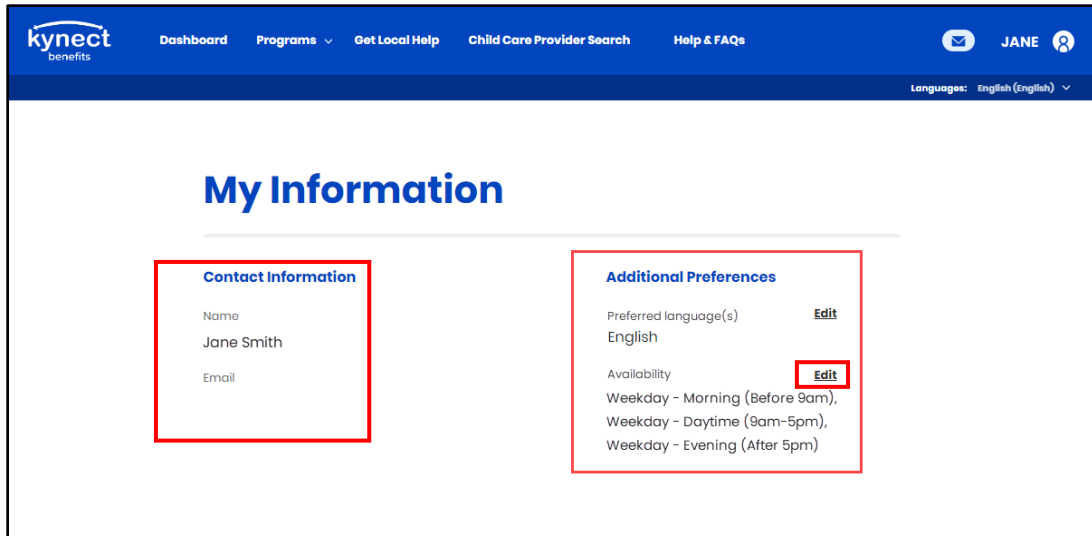 kynect
benefits
Dashboard Programs Get Local Help Child Care Provider Search Help & FAQs JANE
Languages: English (English)
My Information
Contact Information
Name
Jane Smith
Email
Additional Preferences
Preferred language(s) Edit
English
Availability Edit
Weekday - Morning (Before 9am),
Weekday - Daytime (9am-5pm),
Weekday - Evening (After 5pm)